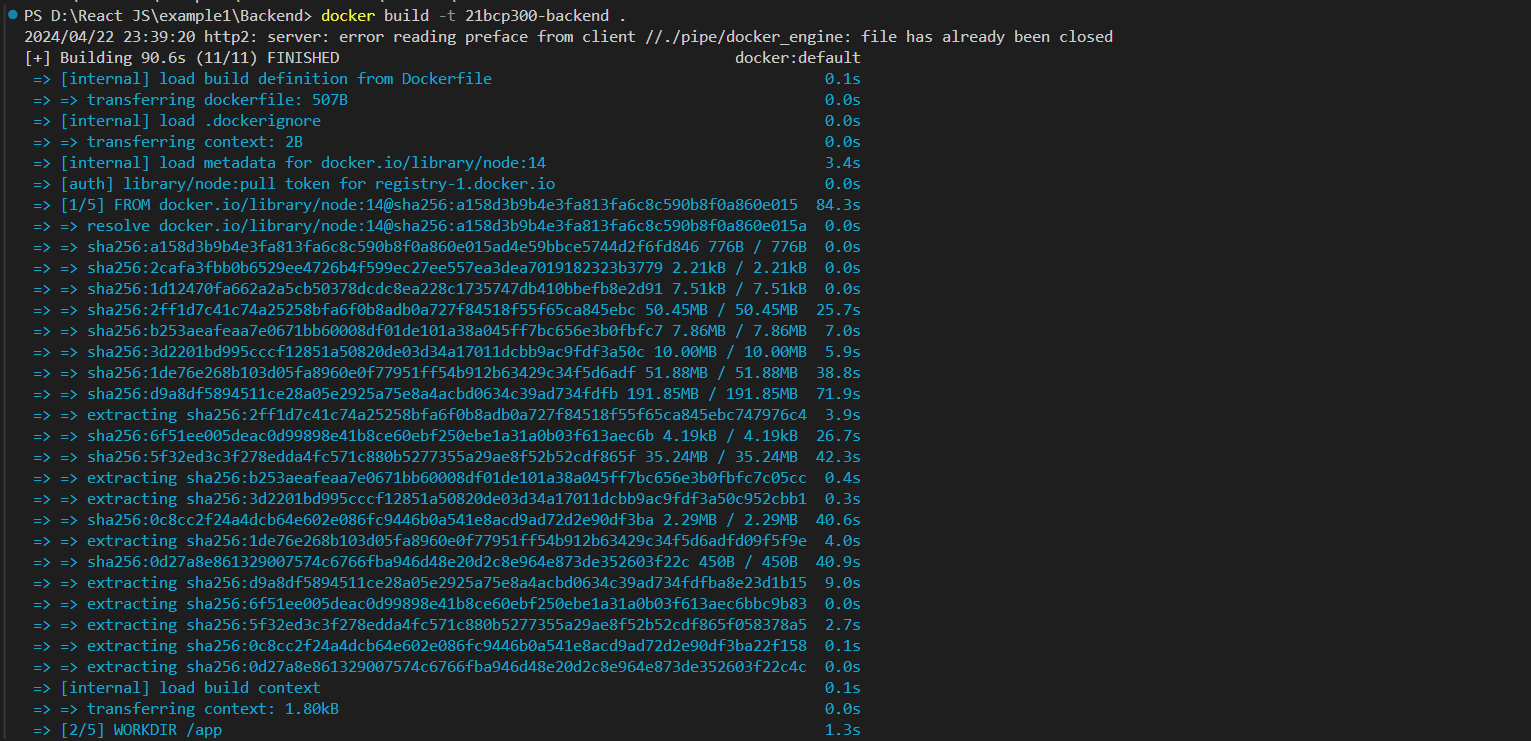 PS D:\React JS\example1\Backend> docker build -t 21bcp300-backend .
2024/04/22 23:39:20 http2: server: error reading preface from client //./pipe/docker_engine: file has already been closed
[+] Building 90.6s (11/11) FINISHED docker:default
=> [internal] load build definition from Dockerfile 0.1s
=> => transferring dockerfile: 507B 0.0s
=> [internal] load .dockerignore 0.0s
=> => transferring context: 2B 0.0s
=> [internal] load metadata for docker.io/library/node:14 3.4s
=> [auth] library/node:pull token for registry-1.docker.io 0.0s
=> [1/5] FROM docker.io/library/node:14@sha256:a158d3b9b4e3fa813fa6c8c590b8f0a860e015 84.3s
=> => resolve docker.io/library/node:14@sha256:a158d3b9b4e3fa813fa6c8c590b8f0a860e015a 0.0s
=> => sha256:a158d3b9b4e3fa813fa6c8c590b8f0a860e015ad4e59bbce5744d2f6fd846 776B / 776B 0.0s
=> => sha256:2cafa3fbb0b6529ee4726b4f599ec27ee557ea3dea7019182323b3779 2.21kB / 2.21kB 0.0s
=> => sha256:1d12470fa662a2a5cb50378dcdc8ea228c1735747db410bbefb8e2d91 7.51kB / 7.51kB 0.0s
=> => sha256:2ff1d7c41c74a25258bfa6f0b8adb0a727f84518f55f65ca845ebc 50.45MB / 50.45MB 25.7s
=> => sha256:b253aeafeaa7e0671bb60008df01de101a38a045ff7bc656e3b0fbfc7 7.86MB / 7.86MB 7.0s
=> => sha256:3d2201bd995cccf12851a50820de03d34a17011dcbb9ac9fdf3a50c 10.00MB / 10.00MB 5.9s
=> => sha256:1de76e268b103d05fa8960e0f77951ff54b912b63429c34f5d6adf 51.88MB / 51.88MB 38.8s
=> => sha256:d9a8df5894511ce28a05e2925a75e8a4acbd0634c39ad734fdfb 191.85MB / 191.85MB 71.9s
=> => extracting sha256:2ff1d7c41c74a25258bfa6f0b8adb0a727f84518f55f65ca845ebc747976c4 3.9s
=> => sha256:6f51ee005deac0d99898e41b8ce60ebf250ebe1a31a0b03f613aec6b 4.19kB / 4.19kB 26.7s
=> => sha256:5f32ed3c3f278edda4fc571c880b5277355a29ae8f52b52cdf865f 35.24MB / 35.24MB 42.3s
=> => extracting sha256:b253aeafeaa7e0671bb60008df01de101a38a045ff7bc656e3b0fbfc7c05cc 0.4s
=> => extracting sha256:3d2201bd995cccf12851a50820de03d34a17011dcbb9ac9fdf3a50c952cbb1 0.3s
=> => sha256:0c8cc2f24a4dcb64e602e086fc9446b0a541e8acd9ad72d2e90df3ba 2.29MB / 2.29MB 40.6s
=> => extracting sha256:1de76e268b103d05fa8960e0f77951ff54b912b63429c34f5d6adfd09f5f9e 4.0s
=> => sha256:0d27a8e861329007574c6766fba946d48e20d2c8e964e873de352603f22c 450B / 450B 40.9s
=> => extracting sha256:d9a8df5894511ce28a05e2925a75e8a4acbd0634c39ad734fdfba8e23d1b15 9.0s
=> => extracting sha256:6f51ee005deac0d99898e41b8ce60ebf250ebe1a31a0b03f613aec6bbc9b83 0.0s
=> => extracting sha256:5f32ed3c3f278edda4fc571c880b5277355a29ae8f52b52cdf865f058378a5 2.7s
=> => extracting sha256:0c8cc2f24a4dcb64e602e086fc9446b0a541e8acd9ad72d2e90df3ba22f158 0.1s
=> => extracting sha256:0d27a8e861329007574c6766fba946d48e20d2c8e964e873de352603f22c4c 0.0s
=> [internal] load build context 0.1s
=> => transferring context: 1.80kB 0.0s
=> [2/5] WORKDIR /app 1.3s